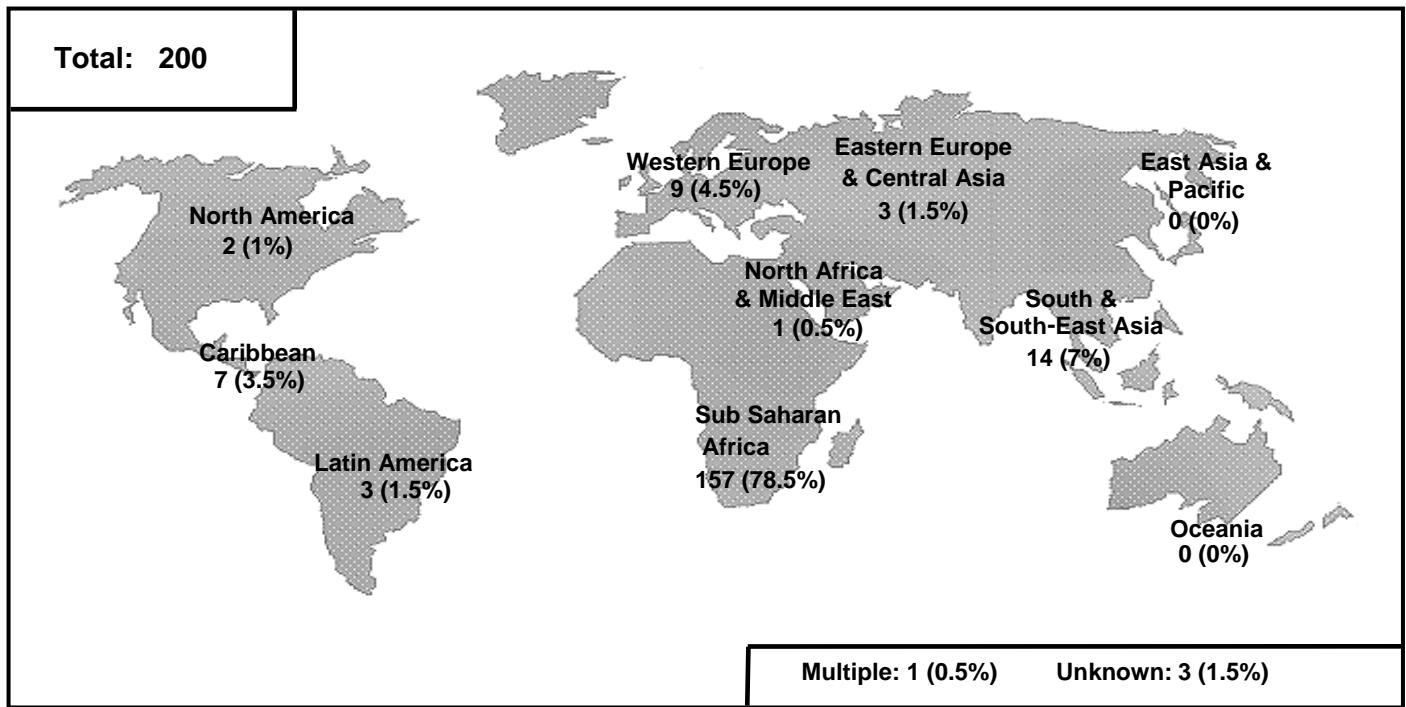 Total: 200
Western Europe
9 (4.5%)
Eastern Europe
& Central Asia
3 (1.5%)
East Asia &
Pacific
0 (0%)
North America
2 (1%)
North Africa
& Middle East
1 (0.5%)
South &
South-East Asia
14 (7%)
Caribbean
7 (3.5%)
Sub Saharan
Africa
157 (78.5%)
Latin America
3 (1.5%)
Oceania
0 (0%)
Multiple: 1 (0.5%) Unknown: 3 (1.5%)